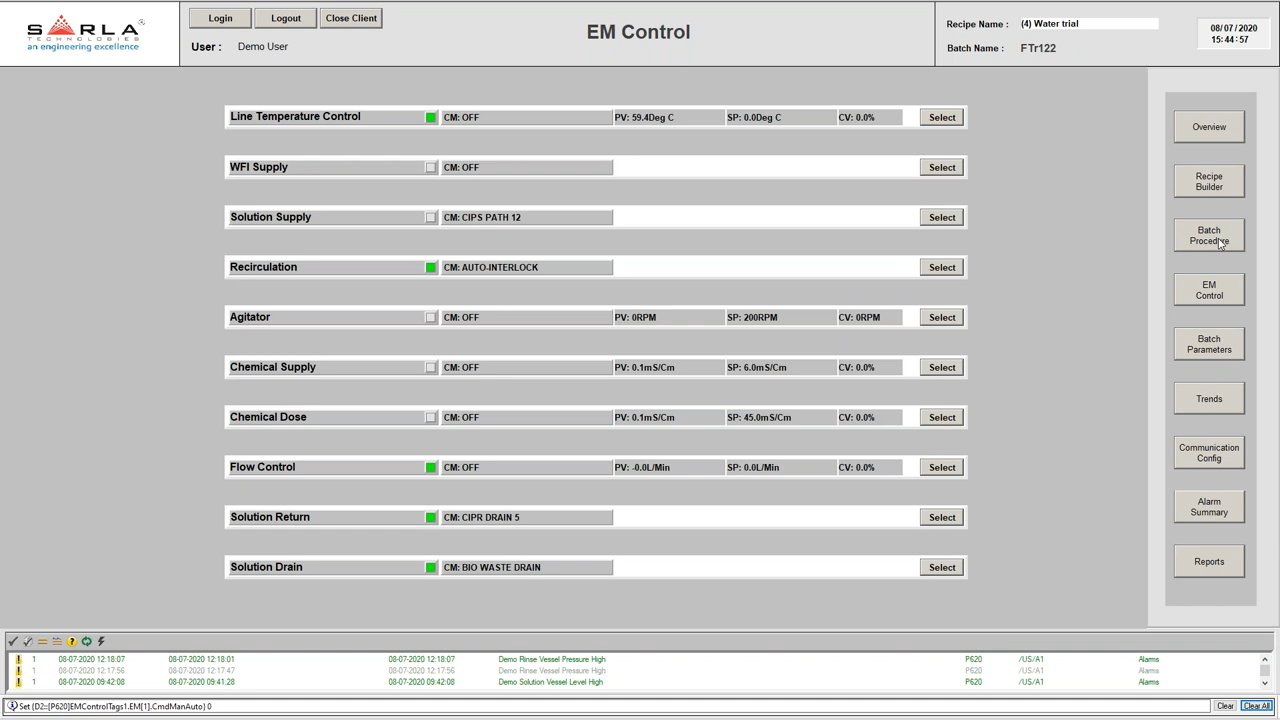 SARLA
TECHNOLOGIES
an engineering excellence
Login
Logout
Close Client
User :
Demo User
EM Control
Recipe Name :
(4) Water trial
Batch Name :
FTr122
08/07/2020
15:44:57
Line Temperature Control
CM: OFF
PV: 59.4Deg C
SP: 0.0Deg C
CV: 0.0%
Select
WFI Supply
CM: OFF
Select
Solution Supply
CM: CIPS PATH 12
Select
Recirculation
CM: AUTO-INTERLOCK
Select
Agitator
CM: OFF
PV: 0RPM
SP: 200RPM
CV: 0RPM
Select
Chemical Supply
CM: OFF
PV: 0.1mS/Cm
SP: 6.0mS/Cm
CV: 0.0%
Select
Chemical Dose
CM: OFF
PV: 0.1mS/Cm
SP: 45.0mS/Cm
CV: 0.0%
Select
Flow Control
CM: OFF
PV: -0.0L/Min
SP: 0.0L/Min
CV: 0.0%
Select
Solution Return
CM: CIPR DRAIN 5
Select
Solution Drain
CM: BIO WASTE DRAIN
Select
Overview
Recipe
Builder
Batch
Procedure
EM
Control
Batch
Parameters
Trends
Communication
Config
Alarm
Summary
Reports
1 08-07-2020 12:18:07 08-07-2020 12:18:01 08-07-2020 12:18:07 Demo Rinse Vessel Pressure High P620 /US/A1 Alarms
1 08-07-2020 12:17:56 08-07-2020 12:17:47 08-07-2020 12:17:56 Demo Rinse Vessel Pressure High P620 /US/A1 Alarms
1 08-07-2020 09:42:08 08-07-2020 09:41:28 08-07-2020 09:42:08 Demo Solution Vessel Level High P620 /US/A1 Alarms
Set {D2::[P620]EMControlTags1.EM[1].CmdManAuto} 0
Clear
Clear All